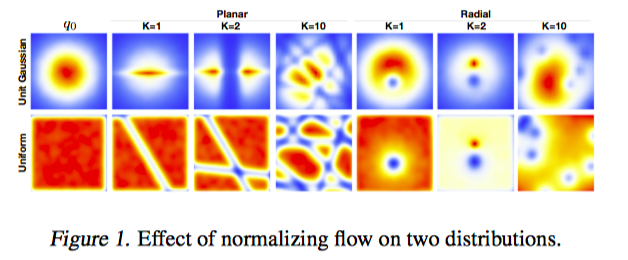 Planar Radial
q0 K=1 K=2 K=10 K=1 K=2 K=10
Unit Gaussian
Uniform
Figure 1. Effect of normalizing flow on two distributions.